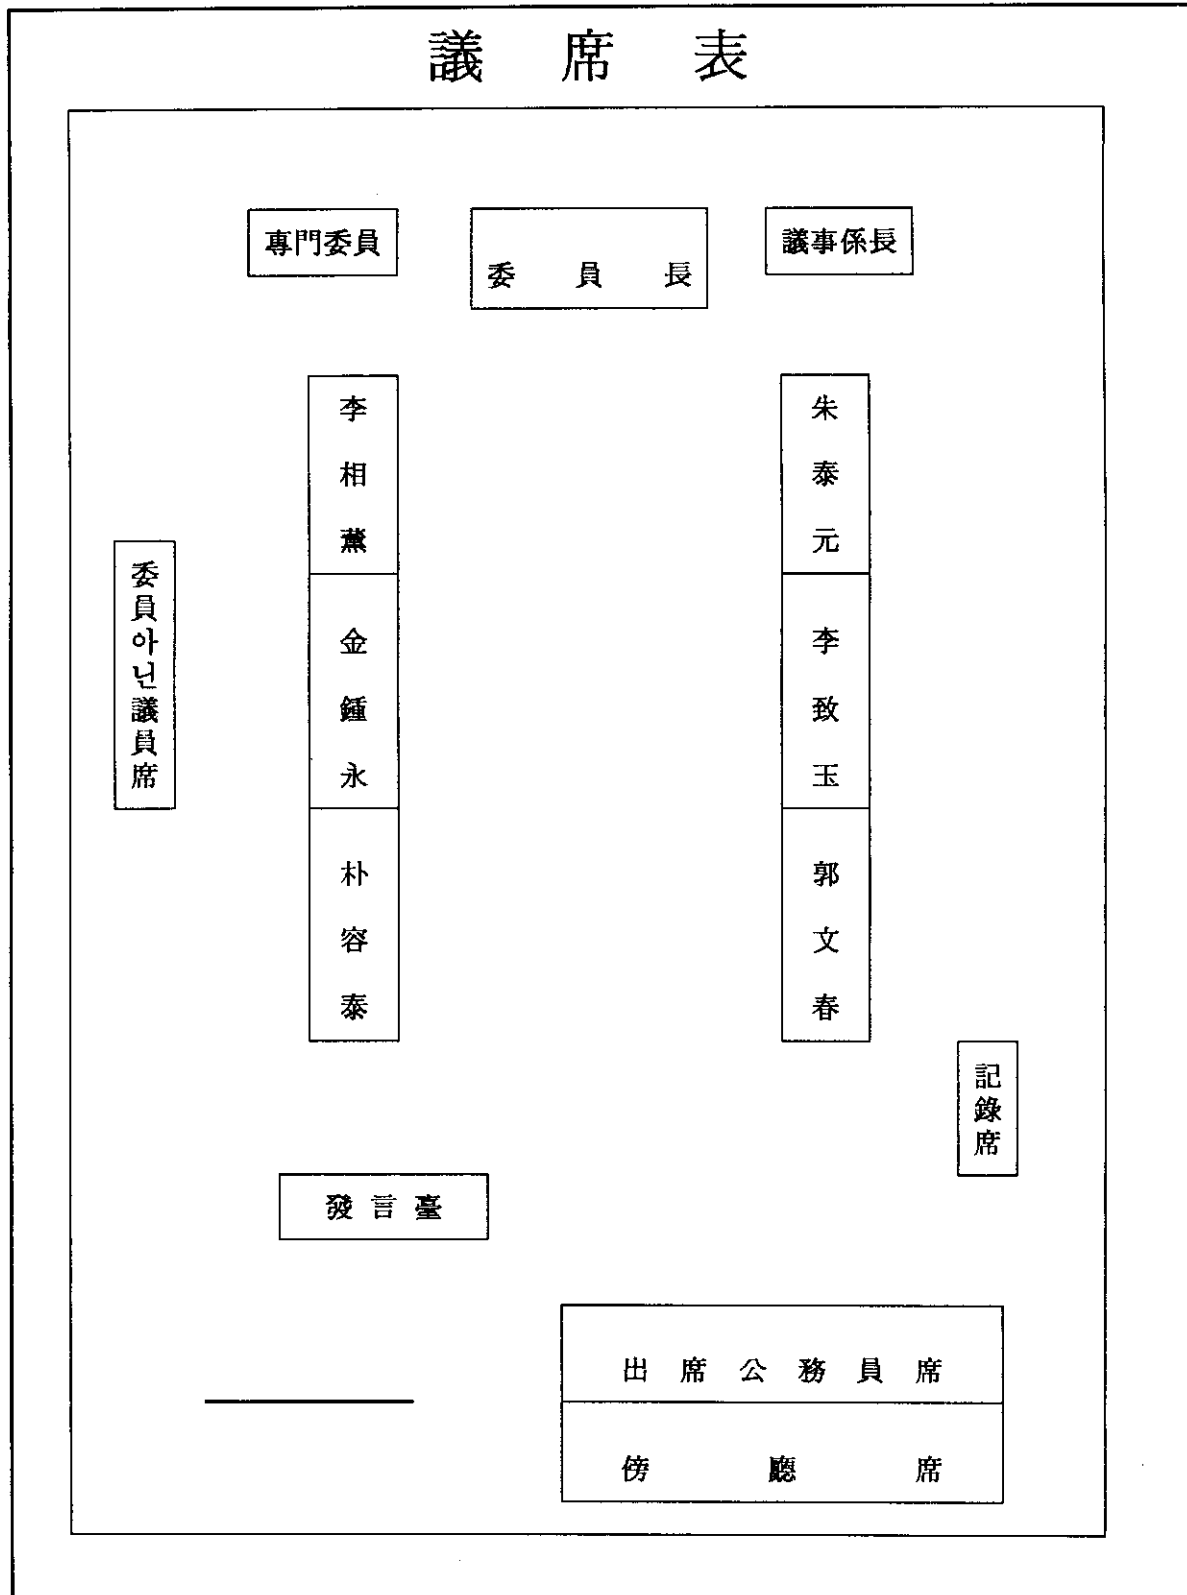 議席表
專門委員
委員長
議事係長
李相薰
金鍾永
朴容泰
朱泰元
李致玉
郭文春
委員아닌議員席
記錄席
發言臺
出席公務員席
傍廳席